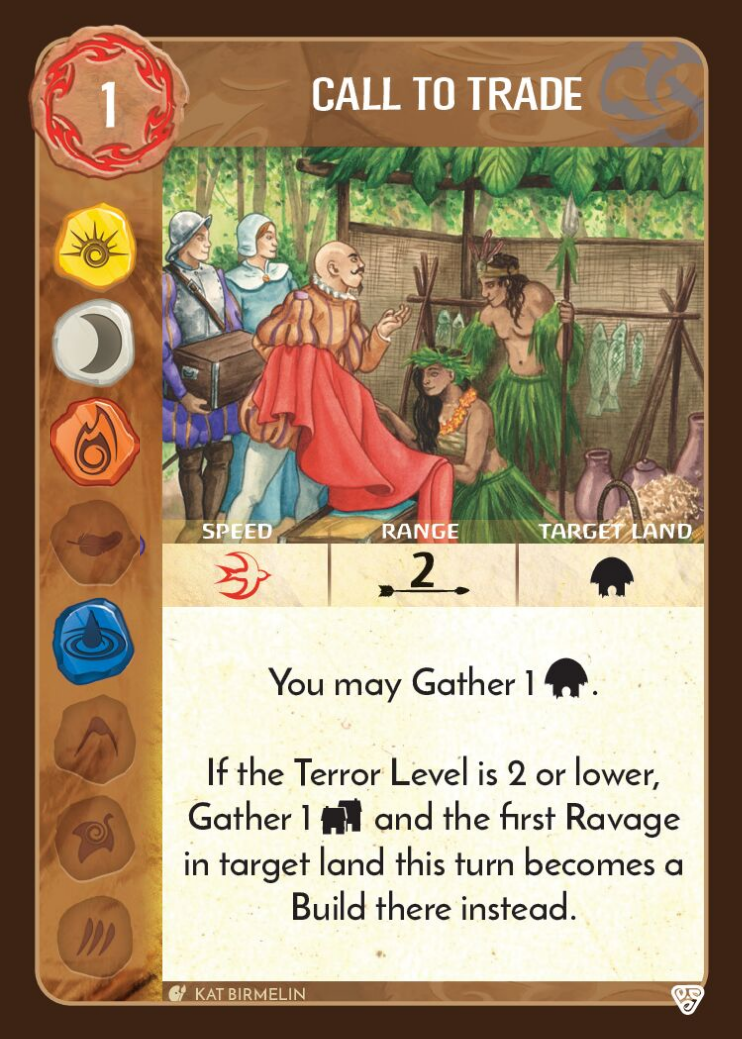 1
CALL TO TRADE
SPEED RANGE TARGET LAND
2
You may Gather 1 .
If the Terror Level is 2 or lower,
Gather 1 and the first Ravage
in target land this turn becomes a
Build there instead.
KAT BIRMELIN